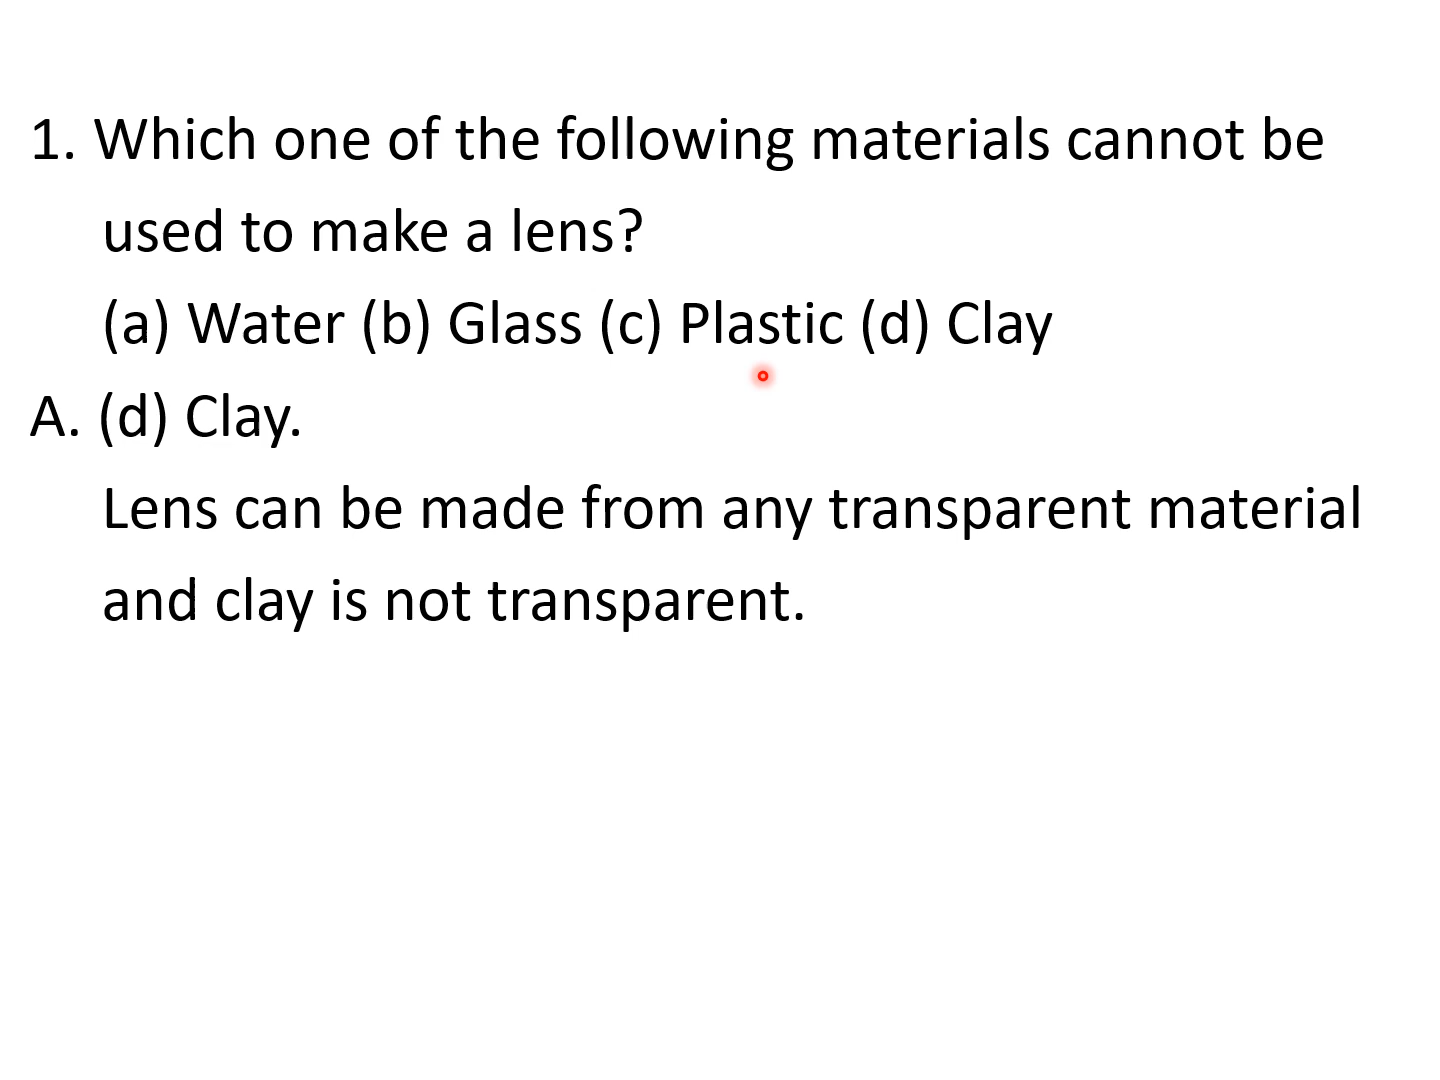 1. Which one of the following materials cannot be
used to make a lens?
(a) Water (b) Glass (c) Plastic (d) Clay
A. (d) Clay.
Lens can be made from any transparent material
and clay is not transparent.